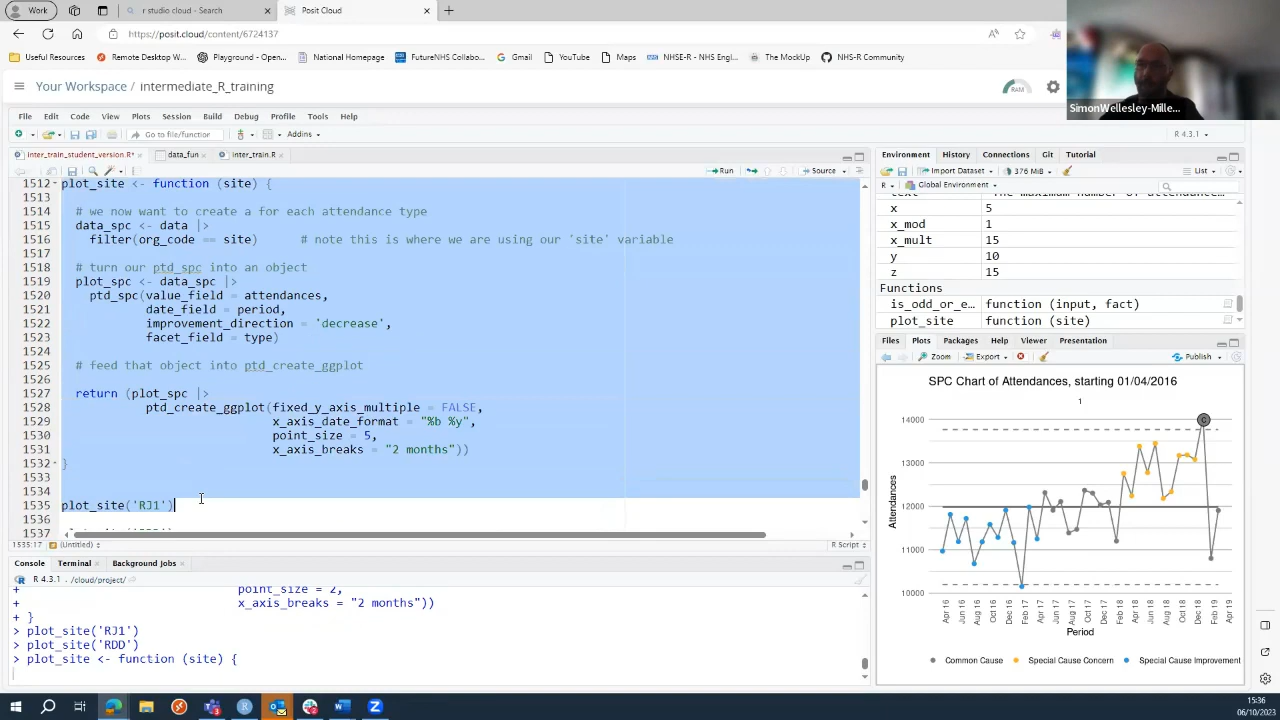 Work
r studio cloud - Search
Posit Cloud
https://posit.cloud/content/6724137
Useful Resources
Remote Desktop W...
National Homepage
FutureNHS Collabo...
Gmail
YouTube
Maps
NHSE-R - NHS Engl...
The MockUp
NHS-R Community
SimonWellesley-Mille...
Your Workspace / intermediate_R_training
RAM
File Edit Code View Plots Session Build Debug Profile Tools Help
Go to file/function
Addins
R 4.3.1
inter_train_student_version.R*
data_fun
inter_train.R
Run
Source
1512 plot_site <- function (site) {
1513
1514 # we now want to create a for each attendance type
1515 data_spc <- data |>
1516 filter(org_code == site) # note this is where we are using our 'site' variable
1517
1518 # turn our ptd_spc into an object
1519 plot_spc <- data_spc |>
1520 ptd_spc(value_field = attendances,
1521 date_field = period,
1522 improvement_direction = 'decrease',
1523 facet_field = type)
1524
1525 # feed that object into ptd_create_ggplot
1526
1527 return (plot_spc |>
1528 ptd_create_ggplot(fixed_y_axis_multiple = FALSE,
1529 x_axis_date_format = "%b %y",
1530 point_size = 5,
1531 x_axis_breaks = "2 months"))
1532 }
1533
1534
1535 plot_site('RJ1')
1536
1537
1535:17 (Untitled) R Script
Console Terminal Background Jobs
R 4.3.1 . /cloud/project/
+ point_size = 2,
+ x_axis_breaks = "2 months"))
+ }
> plot_site('RJ1')
> plot_site('RDD')
> plot_site <- function (site) {
Environment History Connections Git Tutorial
Import Dataset
376 MiB
List
R Global Environment
x 5
x_mod 1
x_mult 15
y 10
z 15
Functions
is_odd_or_e... function (input, fact)
plot_site function (site)
Files Plots Packages Help Viewer Presentation
Zoom Export Publish
SPC Chart of Attendances, starting 01/04/2016
1
14000
13000
12000
11000
10000
Attendances
C
Apr 16 Jun 16 Aug 16 Oct 16 Dec 16 Feb 17 Apr 17 Jun 17 Aug 17 Oct 17 Dec 17 Feb 18 Apr 18 Jun 18 Aug 18 Oct 18 Dec 18 Feb 19 Apr 19
Period
Common Cause Special Cause Concern Special Cause Improvement
15:36
06/10/2023